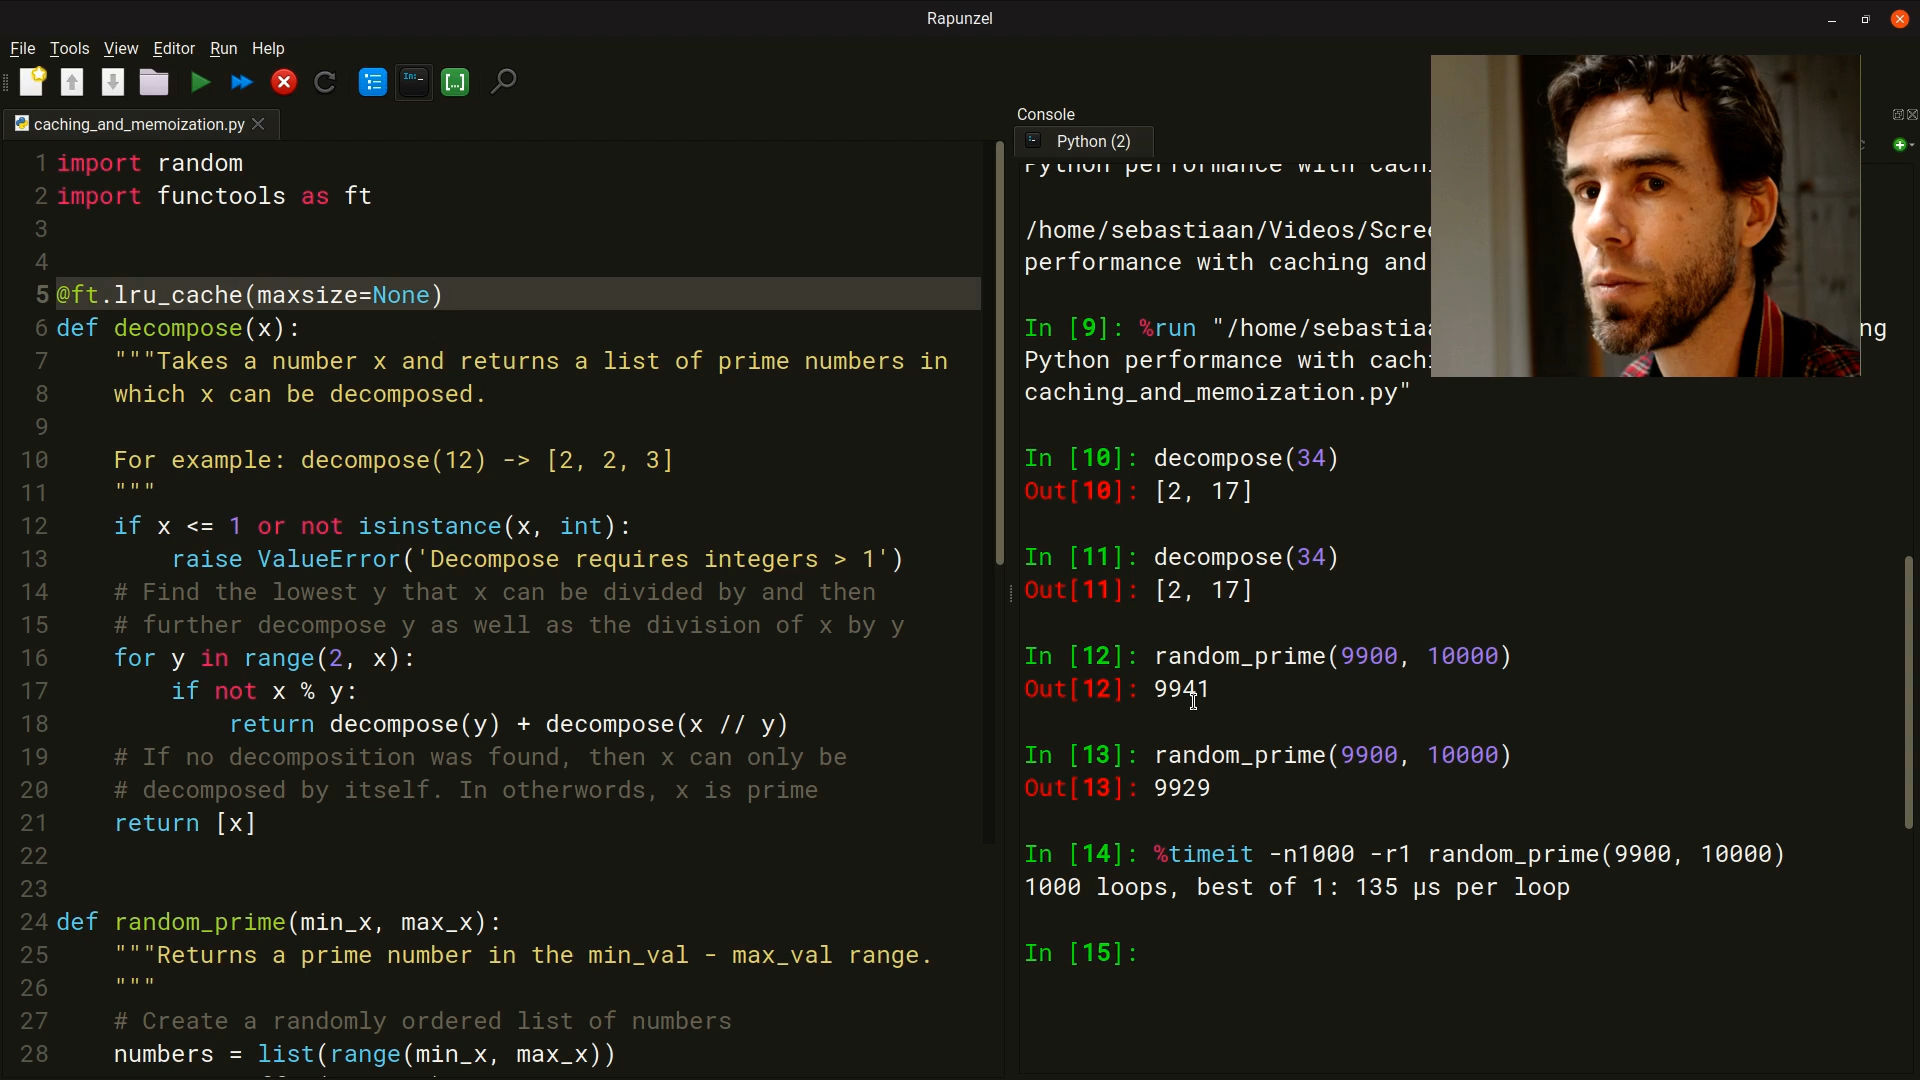 Rapunzel
File Tools View Editor Run Help
caching_and_memoization.py
1 import random
2 import functools as ft
3
4
5 @ft.lru_cache(maxsize=None)
6 def decompose(x):
7 """Takes a number x and returns a list of prime numbers in
8 which x can be decomposed.
9
10 For example: decompose(12) -> [2, 2, 3]
11 """
12 if x <= 1 or not isinstance(x, int):
13 raise ValueError('Decompose requires integers > 1')
14 # Find the lowest y that x can be divided by and then
15 # further decompose y as well as the division of x by y
16 for y in range(2, x):
17 if not x % y:
18 return decompose(y) + decompose(x // y)
19 # If no decomposition was found, then x can only be
20 # decomposed by itself. In otherwords, x is prime
21 return [x]
22
23
24 def random_prime(min_x, max_x):
25 """Returns a prime number in the min_val - max_val range.
26 """
27 # Create a randomly ordered list of numbers
28 numbers = list(range(min_x, max_x))
Console
Python (2)
Python performance with cach
/home/sebastiaan/Videos/Scree
performance with caching and
In [9]: %run "/home/sebastiaa ng
Python performance with cach
caching_and_memoization.py"
In [10]: decompose(34)
Out[10]: [2, 17]
In [11]: decompose(34)
Out[11]: [2, 17]
In [12]: random_prime(9900, 10000)
Out[12]: 9941
In [13]: random_prime(9900, 10000)
Out[13]: 9929
In [14]: %timeit -n1000 -r1 random_prime(9900, 10000)
1000 loops, best of 1: 135 µs per loop
In [15]: